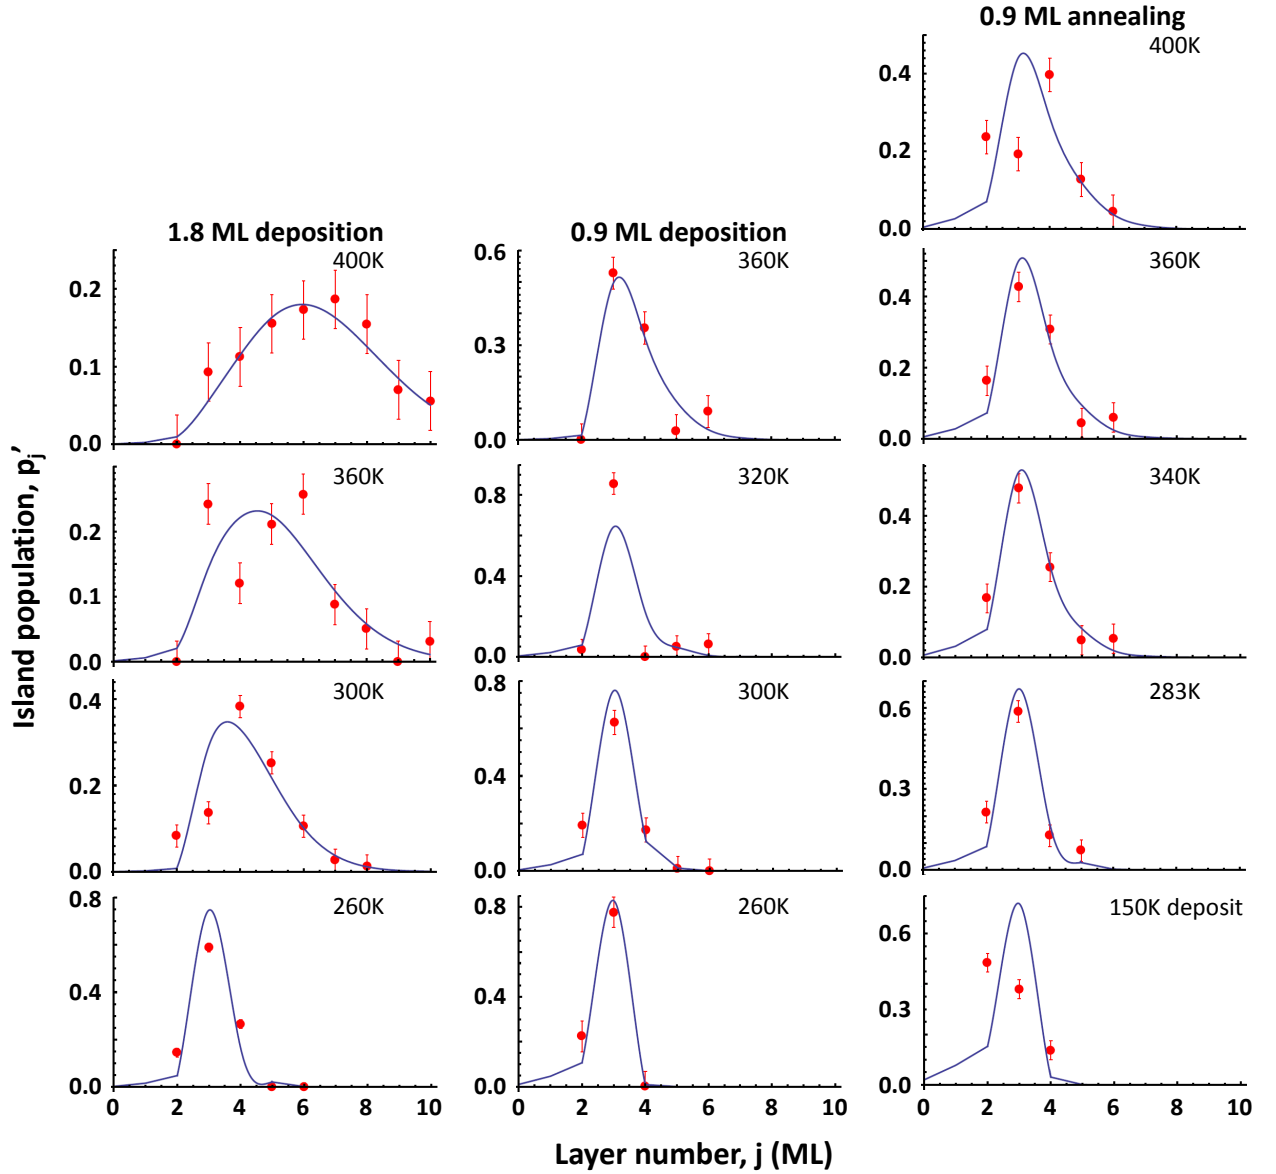 0.9 ML annealing
400K
0.4
0.2
0.0
1.8 ML deposition
400K
0.2
0.1
0.0
0.9 ML deposition
360K
0.6
0.3
0.0
360K
0.4
0.2
0.0
360K
0.2
0.1
0.0
320K
0.8
0.4
0.0
340K
0.4
0.2
0.0
300K
0.4
0.2
0.0
300K
0.8
0.4
0.0
283K
0.6
0.3
0.0
260K
0.8
0.4
0.0
0 2 4 6 8 10
260K
0.8
0.4
0.0
0 2 4 6 8 10
150K deposit
0.6
0.3
0.0
0 2 4 6 8 10
Island population, pj’
Layer number, j (ML)